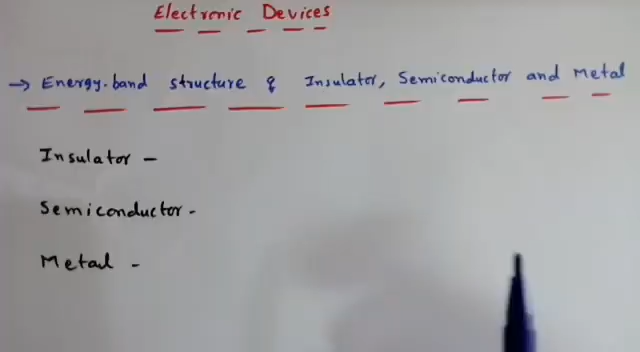 Electronic Devices
→ Energy-band structure of Insulator, Semiconductor and Metal
Insulator -
Semiconductor -
Metal -